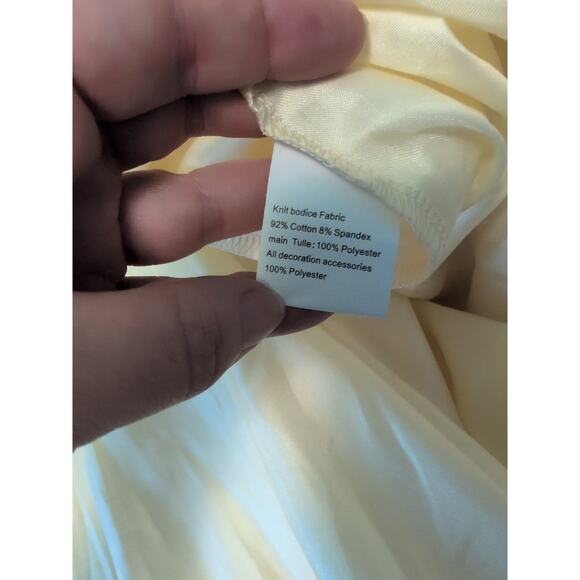 Knit bodice Fabric
92% Cotton 8% Spandex
main Tulle: 100% Polyester
All decoration accessories
100% Polyester